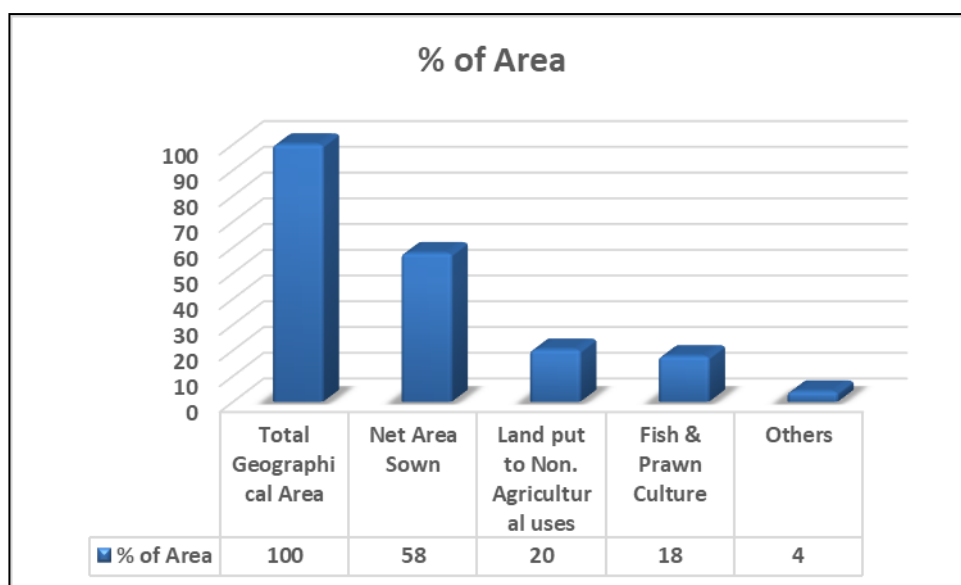 % of Area
100
90
80
70
60
50
40
30
20
10
0
Total
Geographi
cal Area
Net Area
Sown
Land put
to Non.
Agricultur
al uses
Fish &
Prawn
Culture
Others
% of Area 100 58 20 18 4